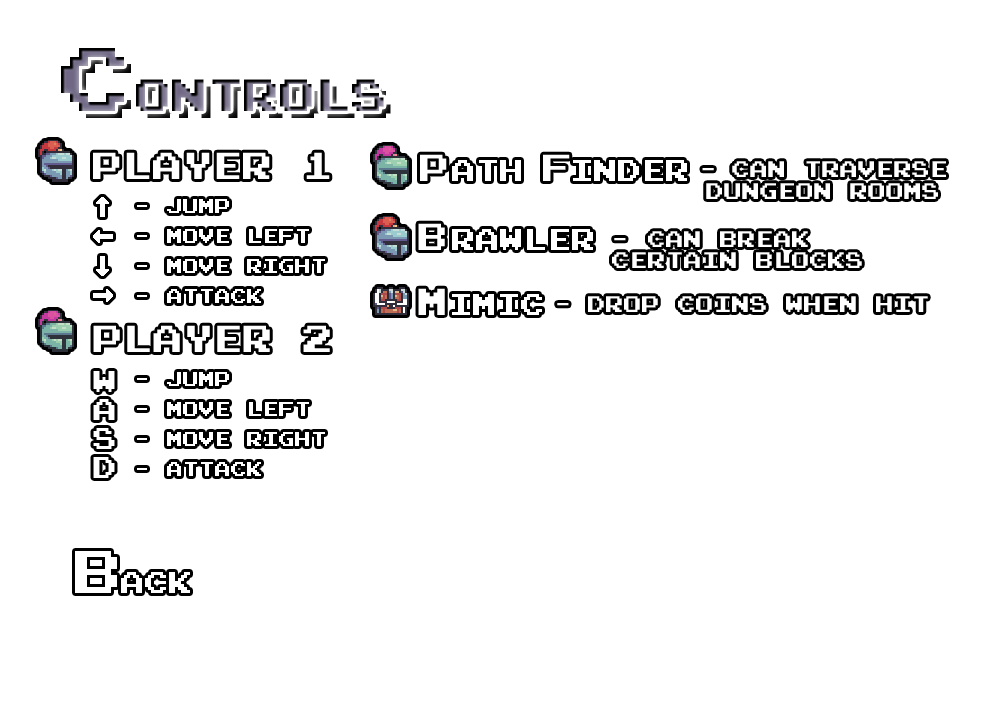 CONTROLS
PLAYER 1
↑ - JUMP
← - MOVE LEFT
↓ - MOVE RIGHT
→ - ATTACK
PLAYER 2
W - JUMP
A - MOVE LEFT
S - MOVE RIGHT
D - ATTACK
PATH FINDER - CAN TRAVERSE
DUNGEON ROOMS
BRAWLER - CAN BREAK
CERTAIN BLOCKS
MIMIC - DROP COINS WHEN HIT
BACK